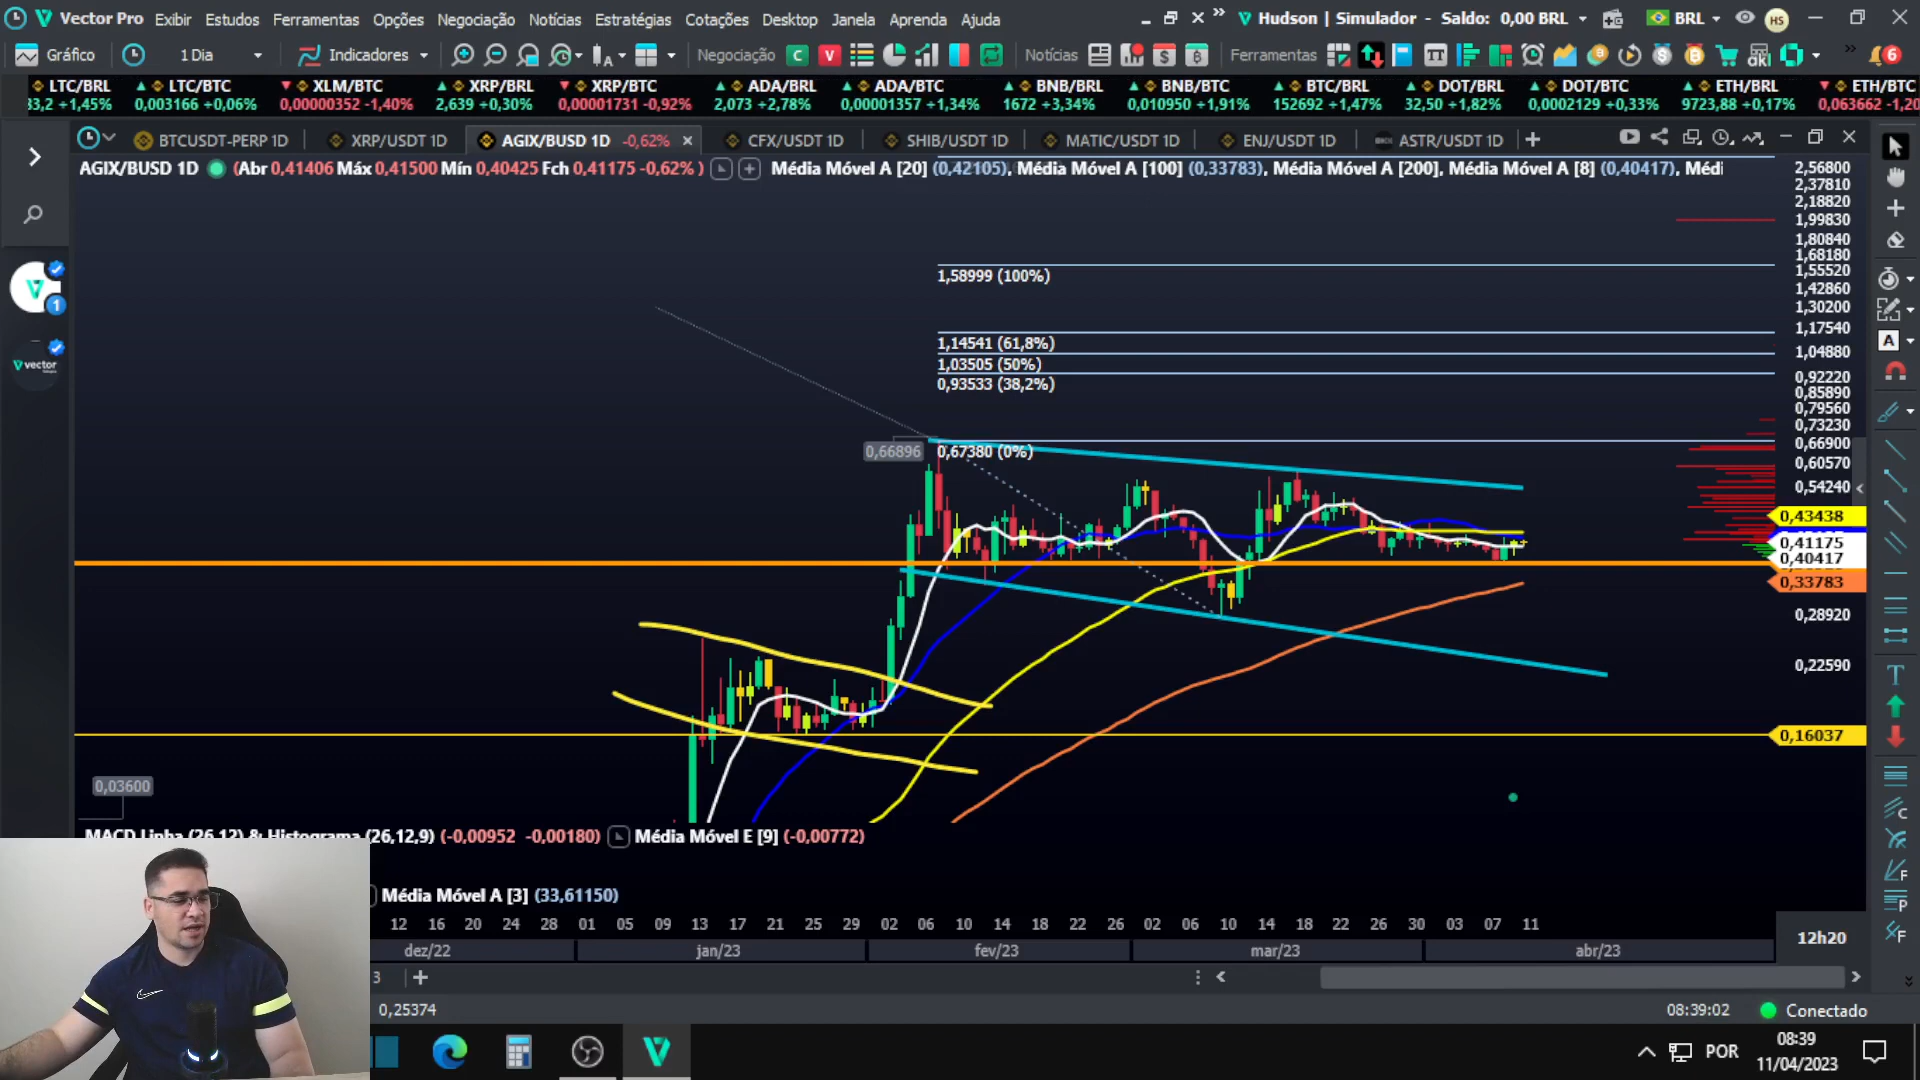 Vector Pro Exibir Estudos Ferramentas Opções Negociação Notícias Estratégias Cotações Desktop Janela Aprenda Ajuda
Hudson | Simulador - Saldo: 0,00 BRL BRL HS
Gráfico 1 Dia Indicadores Negociação C V Notícias Ferramentas 6
LTC/BRL LTC/BTC XLM/BTC XRP/BRL XRP/BTC ADA/BRL ADA/BTC BNB/BRL BNB/BTC BTC/BRL DOT/BRL DOT/BTC ETH/BRL ETH/BTC
33,2 +1,45% 0,003166 +0,06% 0,00000352 -1,40% 2,639 +0,30% 0,00001731 -0,92% 2,073 +2,78% 0,00001357 +1,34% 1672 +3,34% 0,010950 +1,91% 152692 +1,47% 32,50 +1,82% 0,0002129 +0,33% 9723,88 +0,17% 0,063662 -1,20
BTCUSDT-PERP 1D XRP/USDT 1D AGIX/BUSD 1D -0,62% CFX/USDT 1D SHIB/USDT 1D MATIC/USDT 1D ENJ/USDT 1D ASTR/USDT 1D
AGIX/BUSD 1D (Abr 0,41406 Máx 0,41500 Mín 0,40425 Fch 0,41175 -0,62% ) Média Móvel A [20] (0,42105), Média Móvel A [100] (0,33783), Média Móvel A [200], Média Móvel A [8] (0,40417), Médi
2,56800
2,37810
2,18820
1,99830
1,80840
1,68180
1,55520
1,42860
1,30200
1,17540
1,04880
0,92220
0,85890
0,79560
0,73230
0,66900
0,60570
0,54240
0,43438
0,41175
0,40417
0,33783
0,28920
0,22590
0,16037
1,58999 (100%)
1,14541 (61,8%)
1,03505 (50%)
0,93533 (38,2%)
0,66896 0,67380 (0%)
0,03600
MACD Linha (26,12) & Histograma (26,12,9) (-0,00952 -0,00180) Média Móvel E [9] (-0,00772)
Média Móvel A [3] (33,61150)
12 16 20 24 28 01 05 09 13 17 21 25 29 02 06 10 14 18 22 26 02 06 10 14 18 22 26 30 03 07 11
dez/22 jan/23 fev/23 mar/23 abr/23
12h20
3 +
0,25374 08:39:02 Conectado
POR
08:39
11/04/2023
1
vector